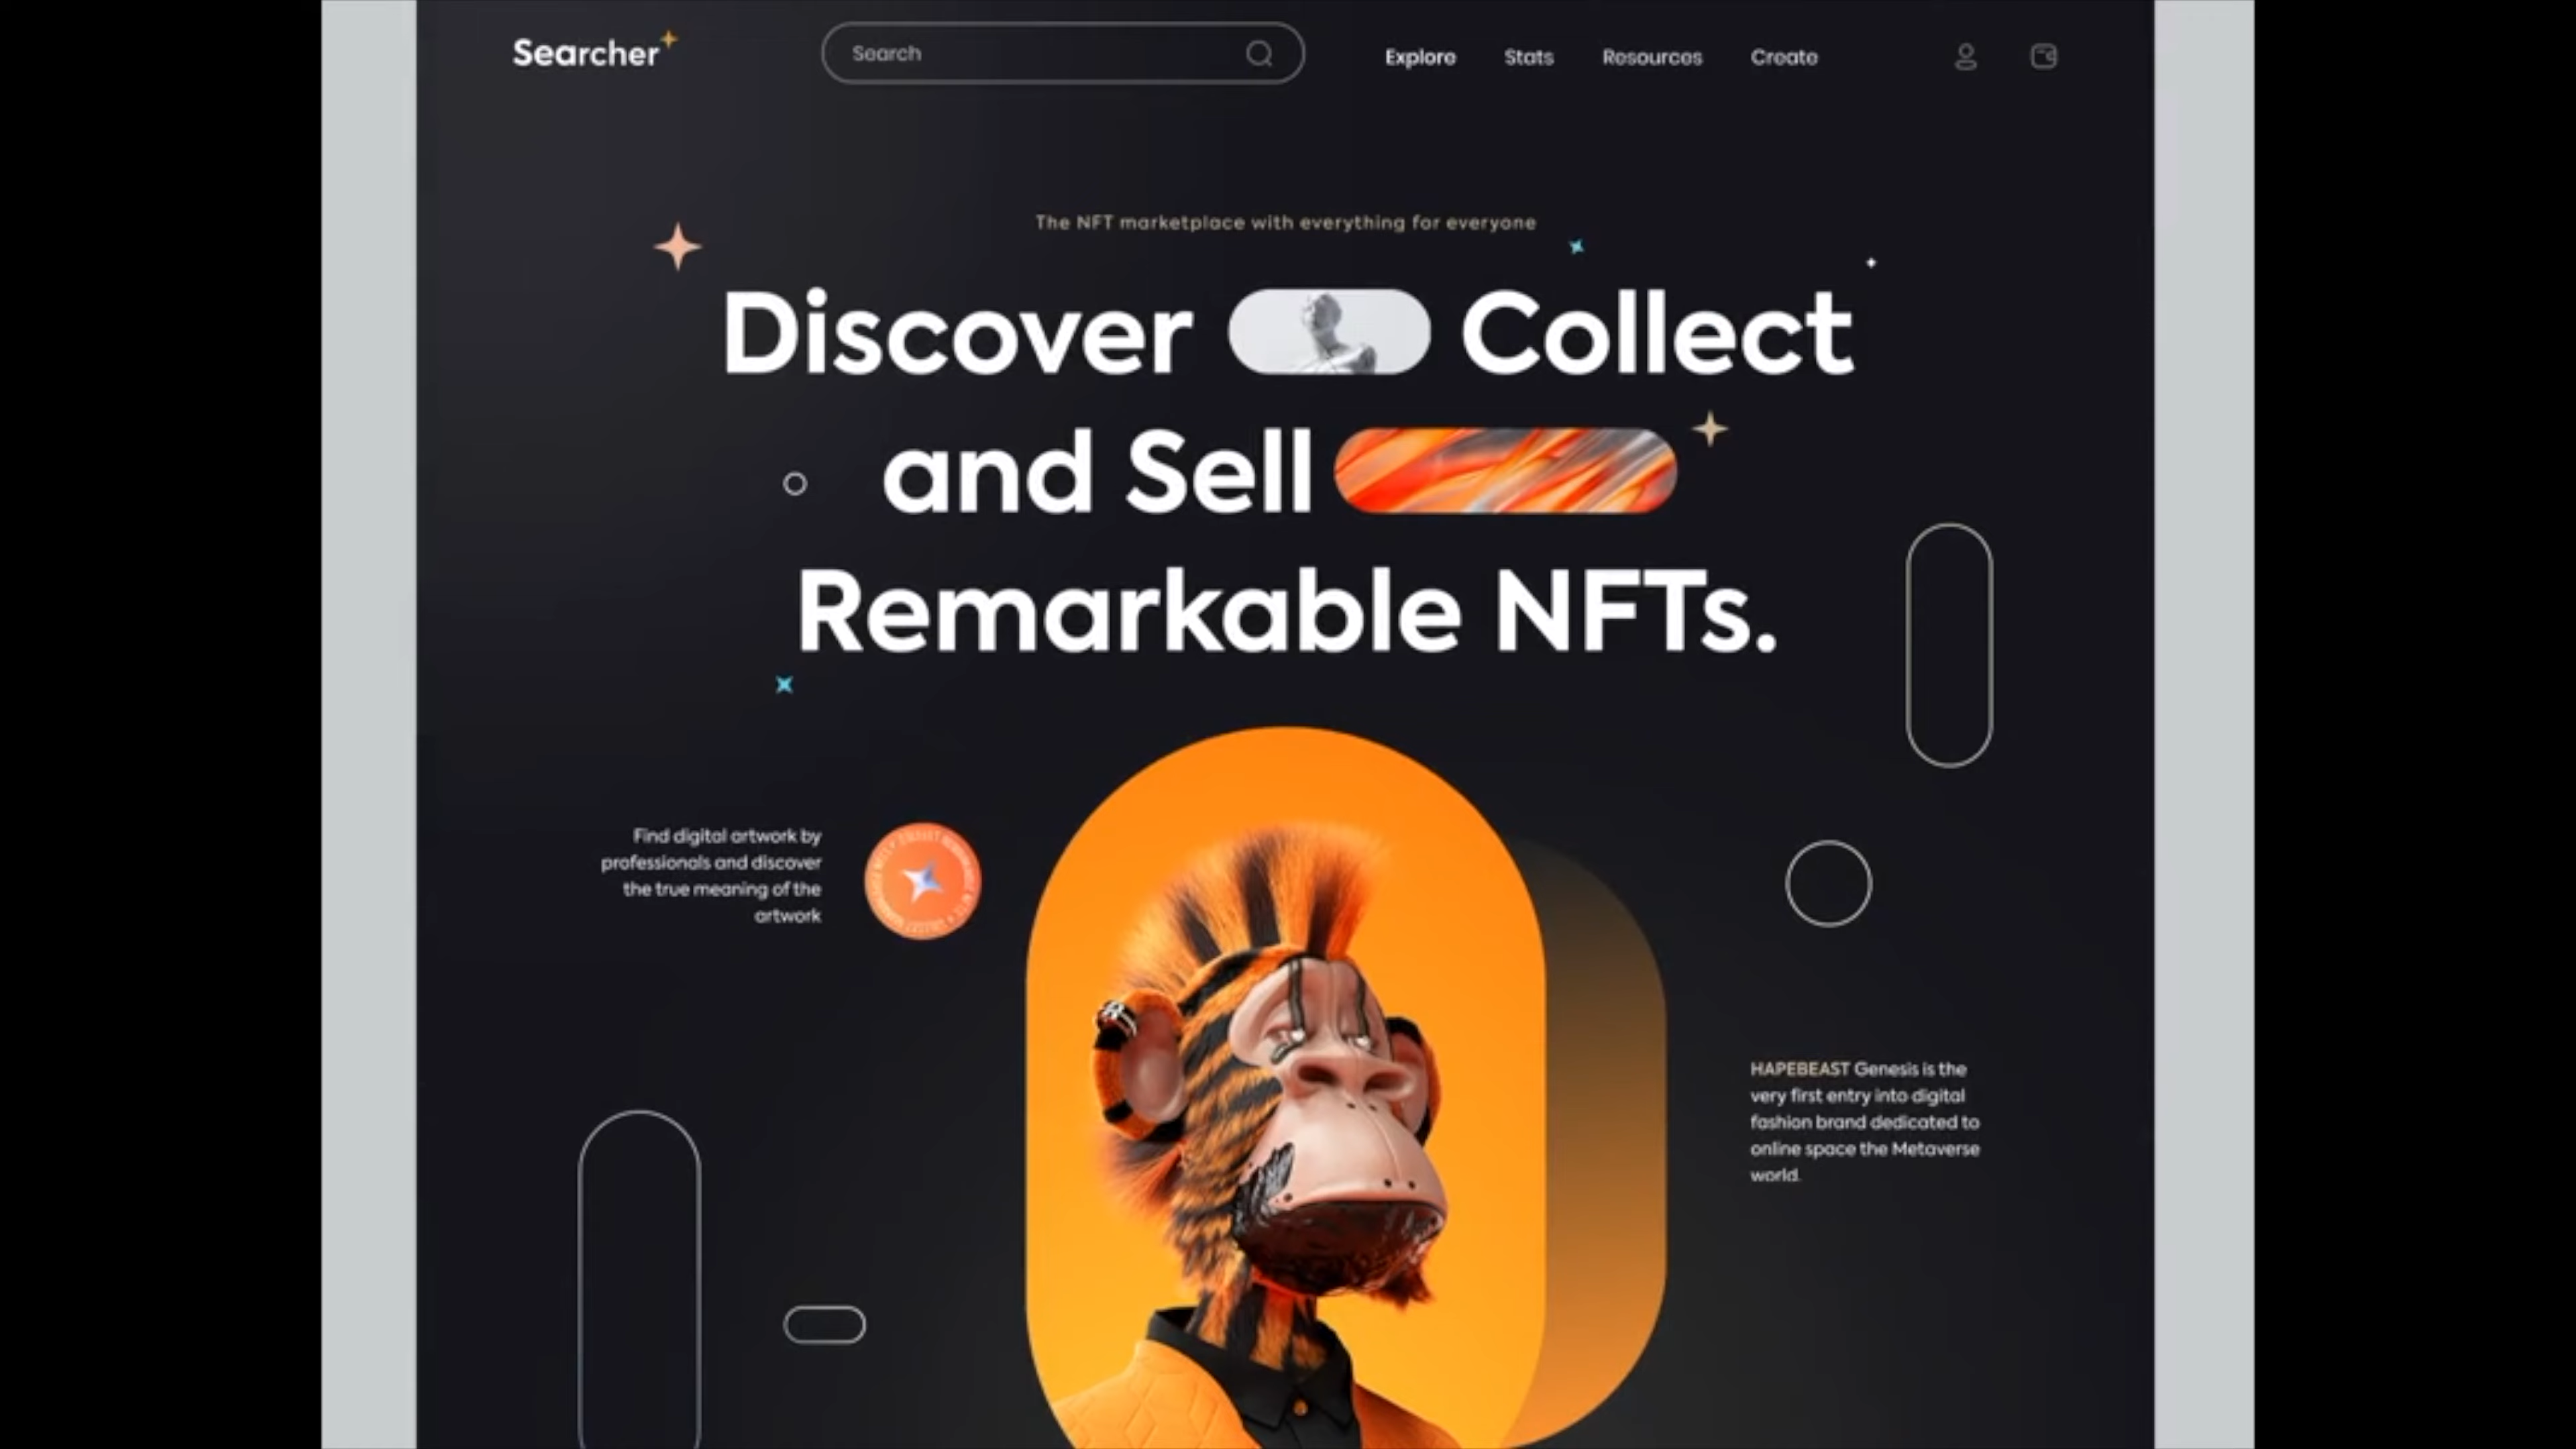 Searcher
Search
Explore
Stats
Resources
Create
The NFT marketplace with everything for everyone
Discover Collect
and Sell
Remarkable NFTs.
Find digital artwork by
professionals and discover
the true meaning of the
artwork
HAPEBEAST Genesis is the
very first entry into digital
fashion brand dedicated to
online space the Metaverse
world.